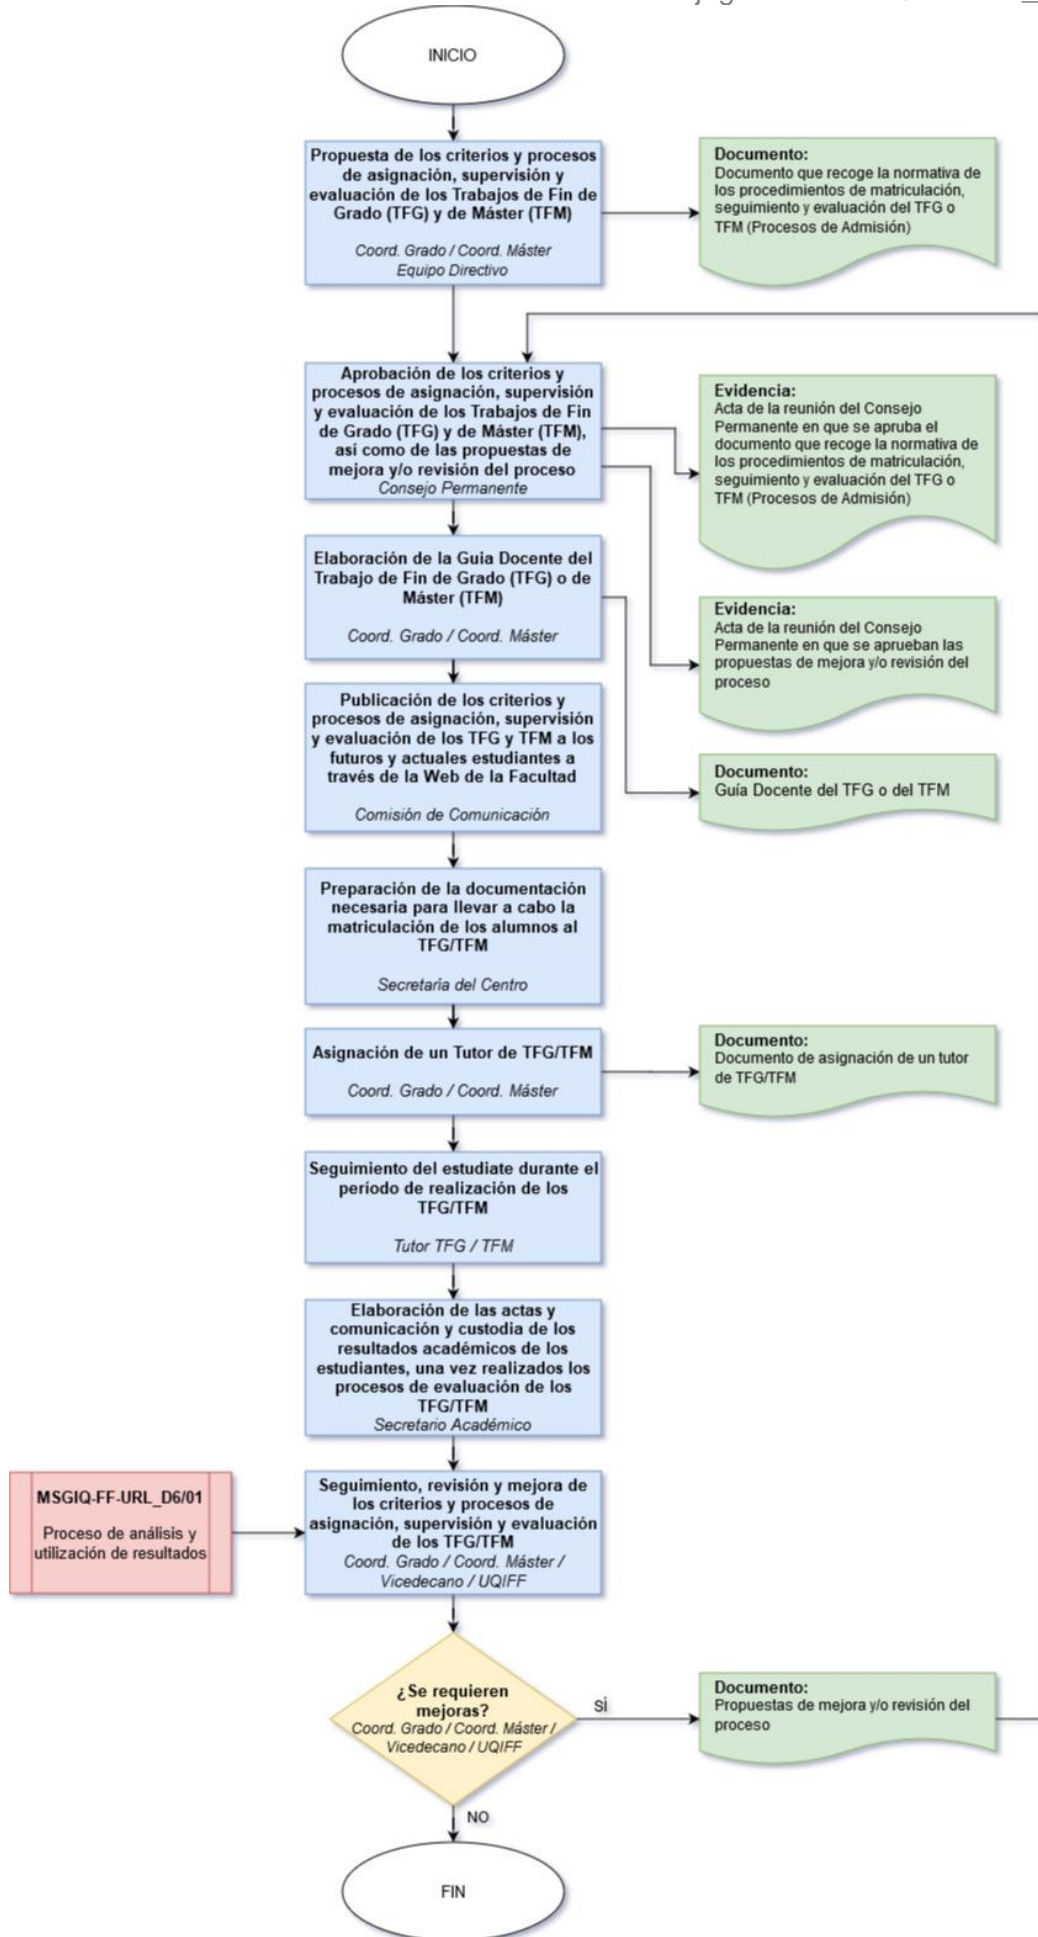 INICIO
Propuesta de los criterios y procesos
de asignación, supervisión y
evaluación de los Trabajos de Fin de
Grado (TFG) y de Máster (TFM)
Coord. Grado / Coord. Máster
Equipo Directivo
Documento:
Documento que recoge la normativa de
los procedimientos de matriculación,
seguimiento y evaluación del TFG o
TFM (Procesos de Admisión)
Aprobación de los criterios y
procesos de asignación, supervisión
y evaluación de los Trabajos de Fin
de Grado (TFG) y de Máster (TFM),
así como de las propuestas de
mejora y/o revisión del proceso
Consejo Permanente
Evidencia:
Acta de la reunión del Consejo
Permanente en que se apruba el
documento que recoge la normativa de
los procedimientos de matriculación,
seguimiento y evaluación del TFG o
TFM (Procesos de Admisión)
Elaboración de la Guia Docente del
Trabajo de Fin de Grado (TFG) o de
Máster (TFM)
Coord. Grado / Coord. Máster
Evidencia:
Acta de la reunión del Consejo
Permanente en que se aprueban las
propuestas de mejora y/o revisión del
proceso
Publicación de los criterios y
procesos de asignación, supervisión
y evaluación de los TFG y TFM a los
futuros y actuales estudiantes a
través de la Web de la Facultad
Comisión de Comunicación
Documento:
Guía Docente del TFG o del TFM
Preparación de la documentación
necesaria para llevar a cabo la
matriculación de los alumnos al
TFG/TFM
Secretaría del Centro
Asignación de un Tutor de TFG/TFM
Coord. Grado / Coord. Máster
Documento:
Documento de asignación de un tutor
de TFG/TFM
Seguimiento del estudiate durante el
período de realización de los
TFG/TFM
Tutor TFG / TFM
Elaboración de las actas y
comunicación y custodia de los
resultados académicos de los
estudiantes, una vez realizados los
procesos de evaluación de los
TFG/TFM
Secretario Académico
MSGIQ-FF-URL_D6/01
Proceso de análisis y
utilización de resultados
Seguimiento, revisión y mejora de
los criterios y procesos de
asignación, supervisión y evaluación
de los TFG/TFM
Coord. Grado / Coord. Máster /
Vicedecano / UQIFF
¿Se requieren
mejoras?
Coord. Grado / Coord. Máster /
Vicedecano / UQIFF
SÍ
Documento:
Propuestas de mejora y/o revisión del
proceso
NO
FIN